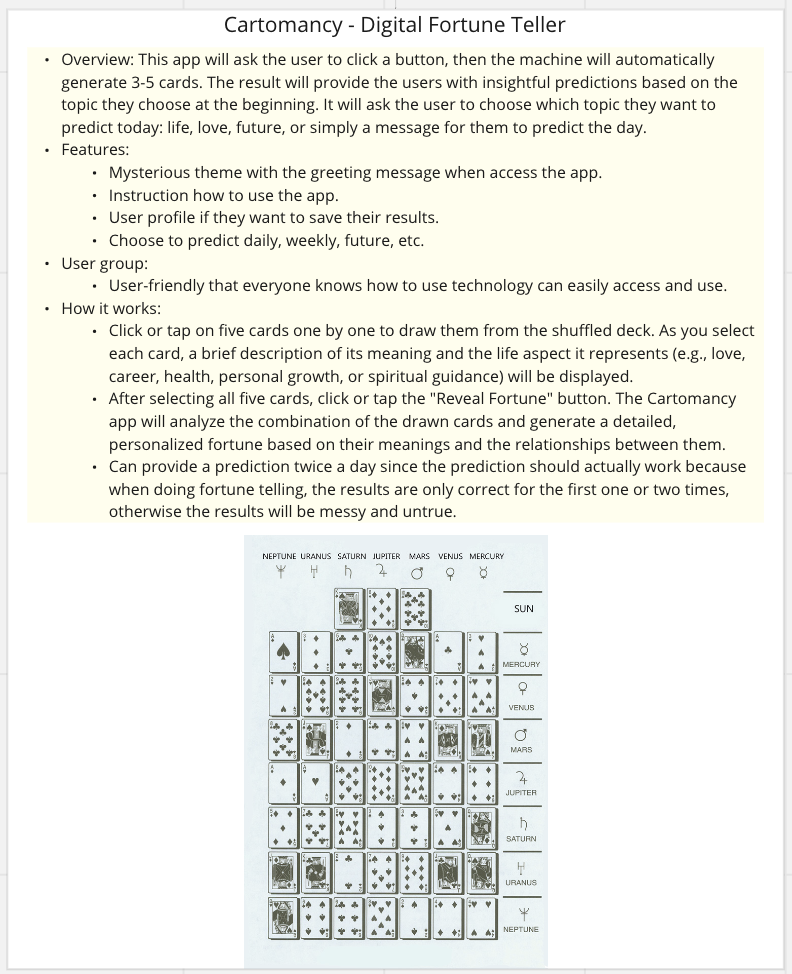 Cartomancy - Digital Fortune Teller
• Overview: This app will ask the user to click a button, then the machine will automatically
generate 3-5 cards. The result will provide the users with insightful predictions based on the
topic they choose at the beginning. It will ask the user to choose which topic they want to
predict today: life, love, future, or simply a message for them to predict the day.
• Features:
• Mysterious theme with the greeting message when access the app.
• Instruction how to use the app.
• User profile if they want to save their results.
• Choose to predict daily, weekly, future, etc.
• User group:
• User-friendly that everyone knows how to use technology can easily access and use.
• How it works:
• Click or tap on five cards one by one to draw them from the shuffled deck. As you select
each card, a brief description of its meaning and the life aspect it represents (e.g., love,
career, health, personal growth, or spiritual guidance) will be displayed.
• After selecting all five cards, click or tap the "Reveal Fortune" button. The Cartomancy
app will analyze the combination of the drawn cards and generate a detailed,
personalized fortune based on their meanings and the relationships between them.
• Can provide a prediction twice a day since the prediction should actually work because
when doing fortune telling, the results are only correct for the first one or two times,
otherwise the results will be messy and untrue.
NEPTUNE URANUS SATURN JUPITER MARS VENUS MERCURY
SUN
MERCURY
VENUS
MARS
JUPITER
SATURN
URANUS
NEPTUNE